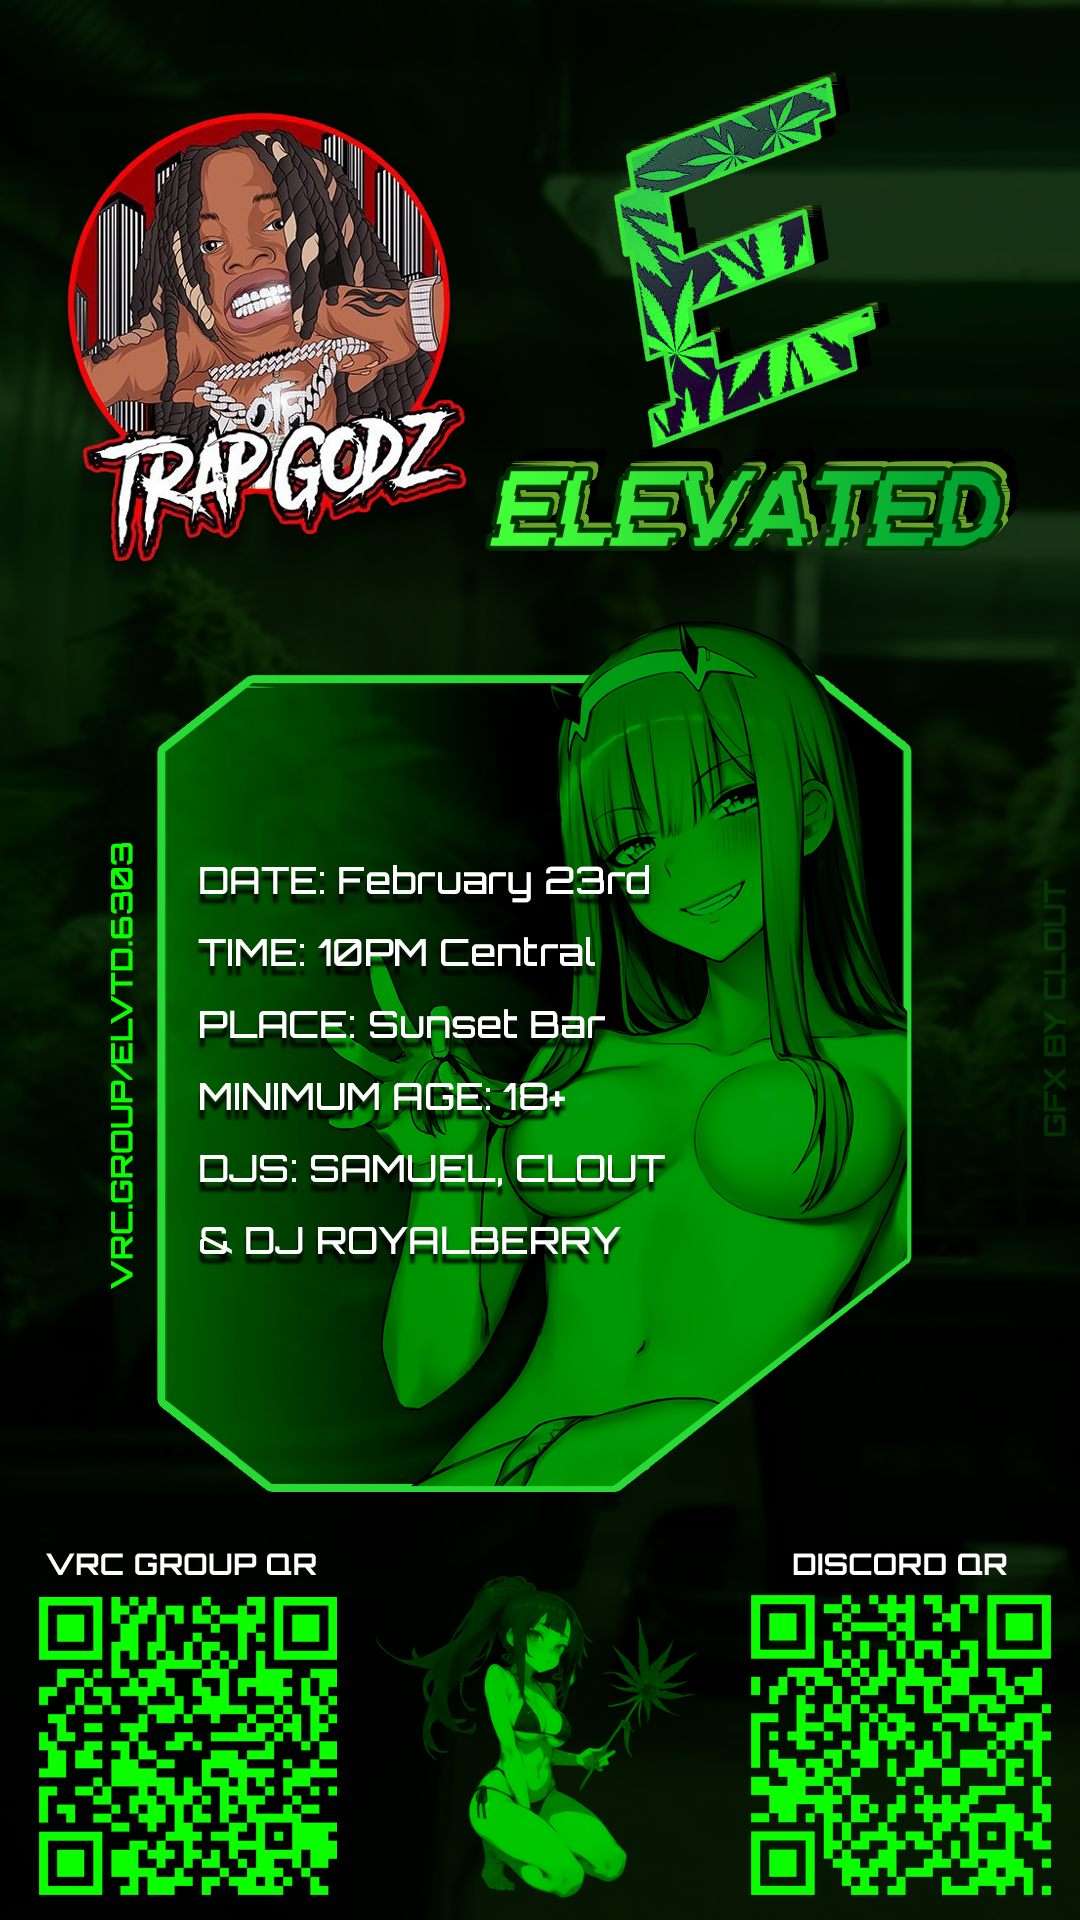 OTF
TRAP GODZ
E
ELEVATED
DATE: February 23rd
TIME: 10PM Central
PLACE: Sunset Bar
MINIMUM AGE: 18+
DJS: SAMUEL, CLOUT
& DJ ROYALBERRY
VRC.GROUP/ELVTD.6303
GFX BY CLOUT
VRC GROUP QR
DISCORD QR